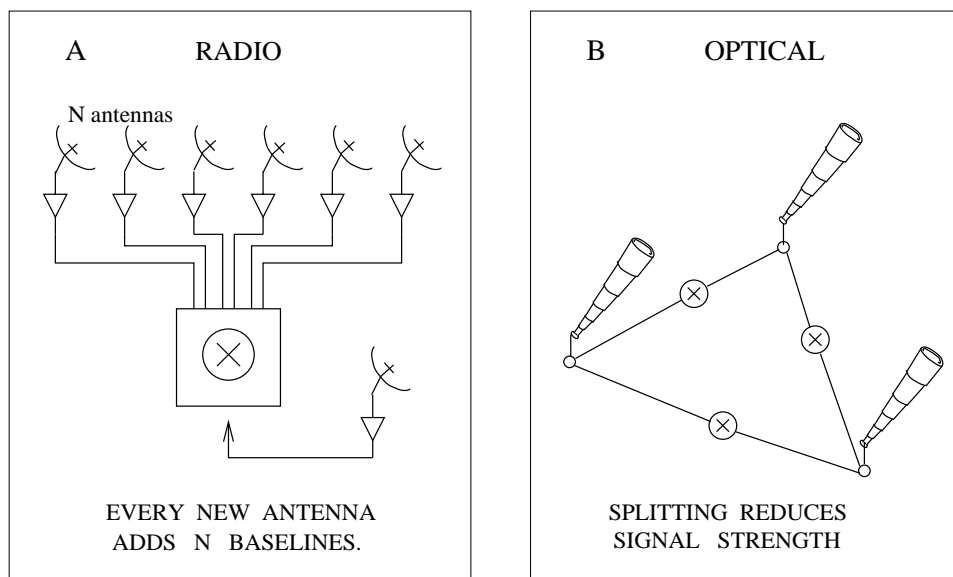 A RADIO
N antennas
EVERY NEW ANTENNA
ADDS N BASELINES.
B OPTICAL
SPLITTING REDUCES
SIGNAL STRENGTH